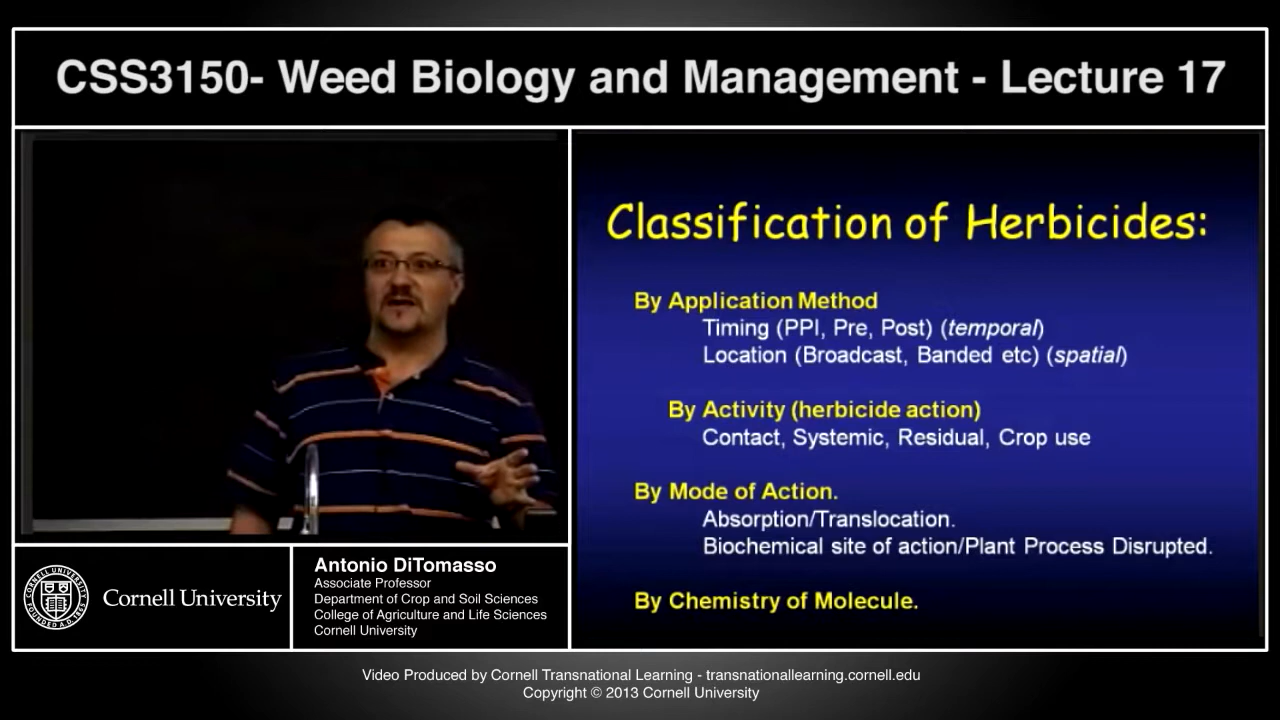 CSS3150- Weed Biology and Management - Lecture 17
Classification of Herbicides:
By Application Method
Timing (PPI, Pre, Post) (temporal)
Location (Broadcast, Banded etc) (spatial)
By Activity (herbicide action)
Contact, Systemic, Residual, Crop use
By Mode of Action.
Absorption/Translocation.
Biochemical site of action/Plant Process Disrupted.
By Chemistry of Molecule.
Cornell University
Antonio DiTomasso
Associate Professor
Department of Crop and Soil Sciences
College of Agriculture and Life Sciences
Cornell University
Video Produced by Cornell Transnational Learning - transnationallearning.cornell.edu
Copyright © 2013 Cornell University